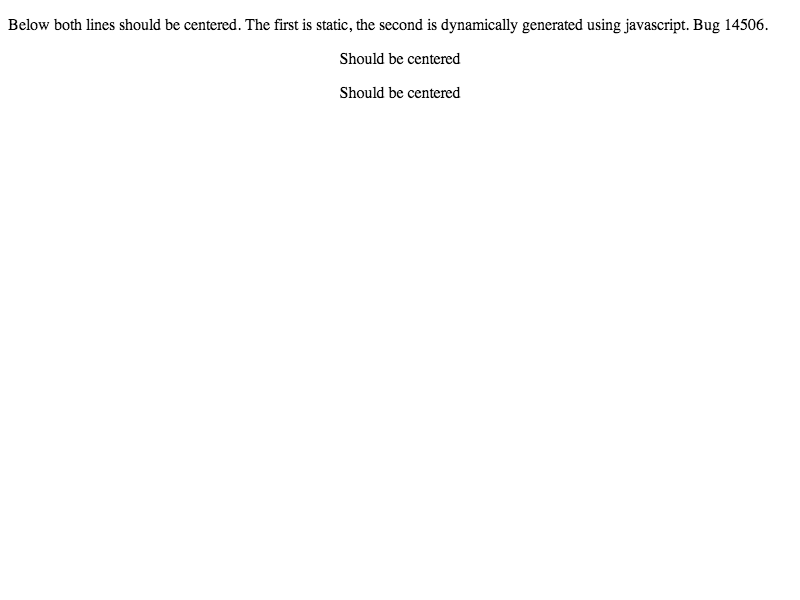 Below both lines should be centered. The first is static, the second is dynamically generated using javascript. Bug 14506.
Should be centered
Should be centered